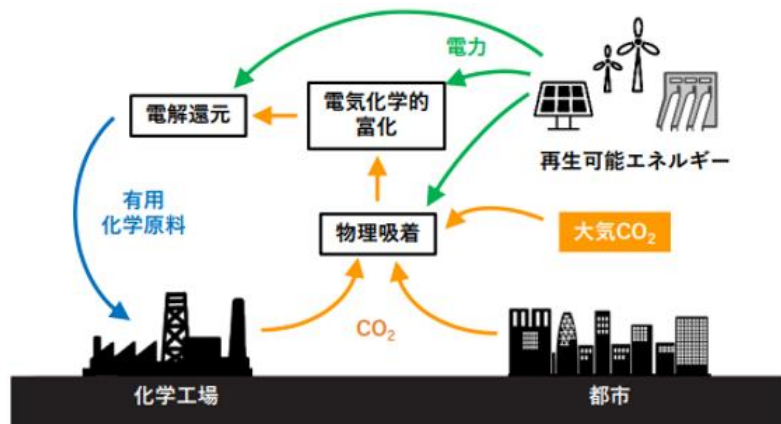 電力
電解還元
電気化学的
富化
再生可能エネルギー
有用
化学原料
物理吸着
大気CO₂
CO₂
化学工場
都市